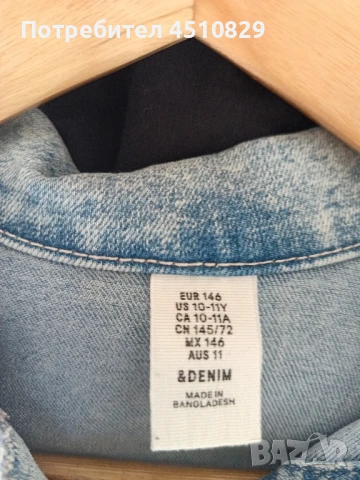 Потребител 4510829
EUR 146
US 10-11Y
CA 10-11A
CN 145/72
MX 146
AUS 11
&DENIM
MADE IN
BANGLADESH
BAZAR